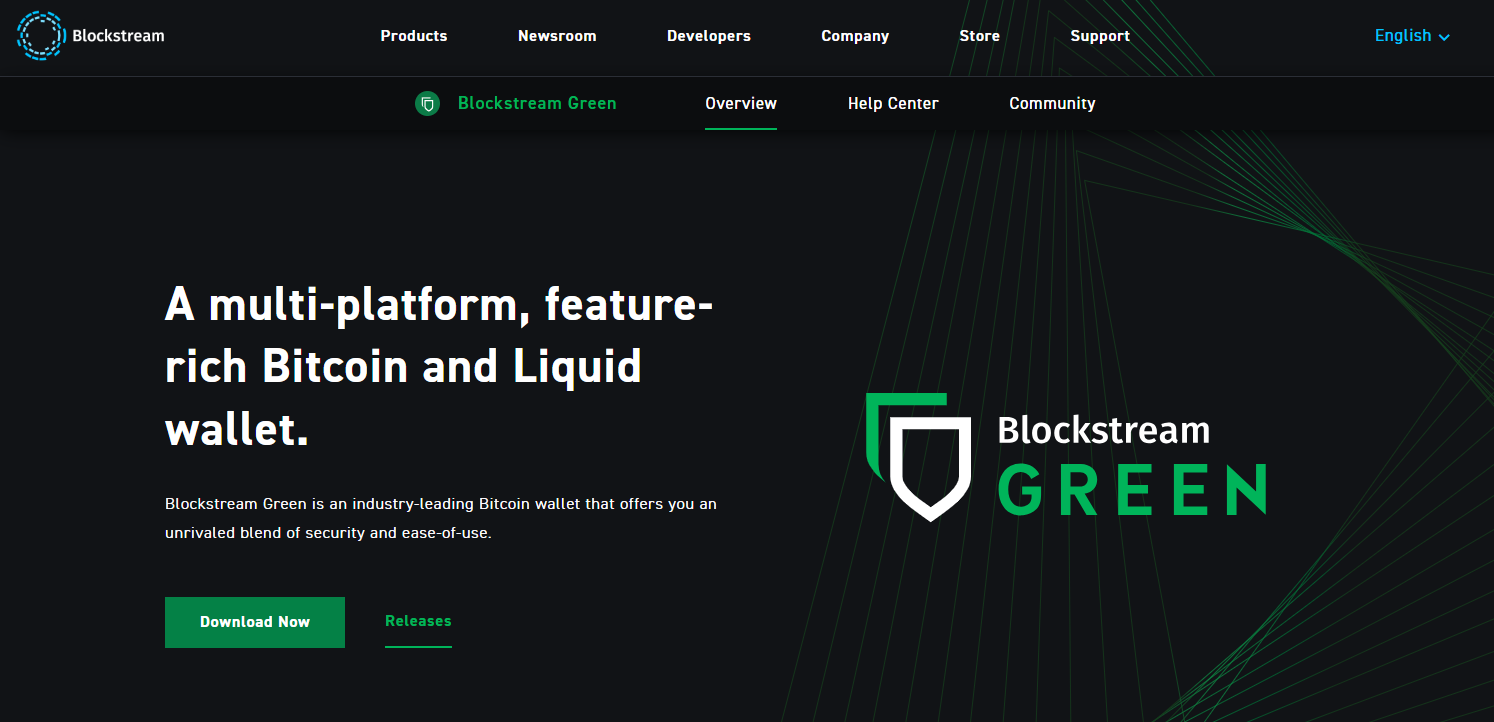 Blockstream
Products Newsroom Developers Company Store Support English
Blockstream Green Overview Help Center Community
A multi-platform, feature-
rich Bitcoin and Liquid
wallet.
Blockstream Green is an industry-leading Bitcoin wallet that offers you an
unrivaled blend of security and ease-of-use.
Download Now Releases
Blockstream
GREEN